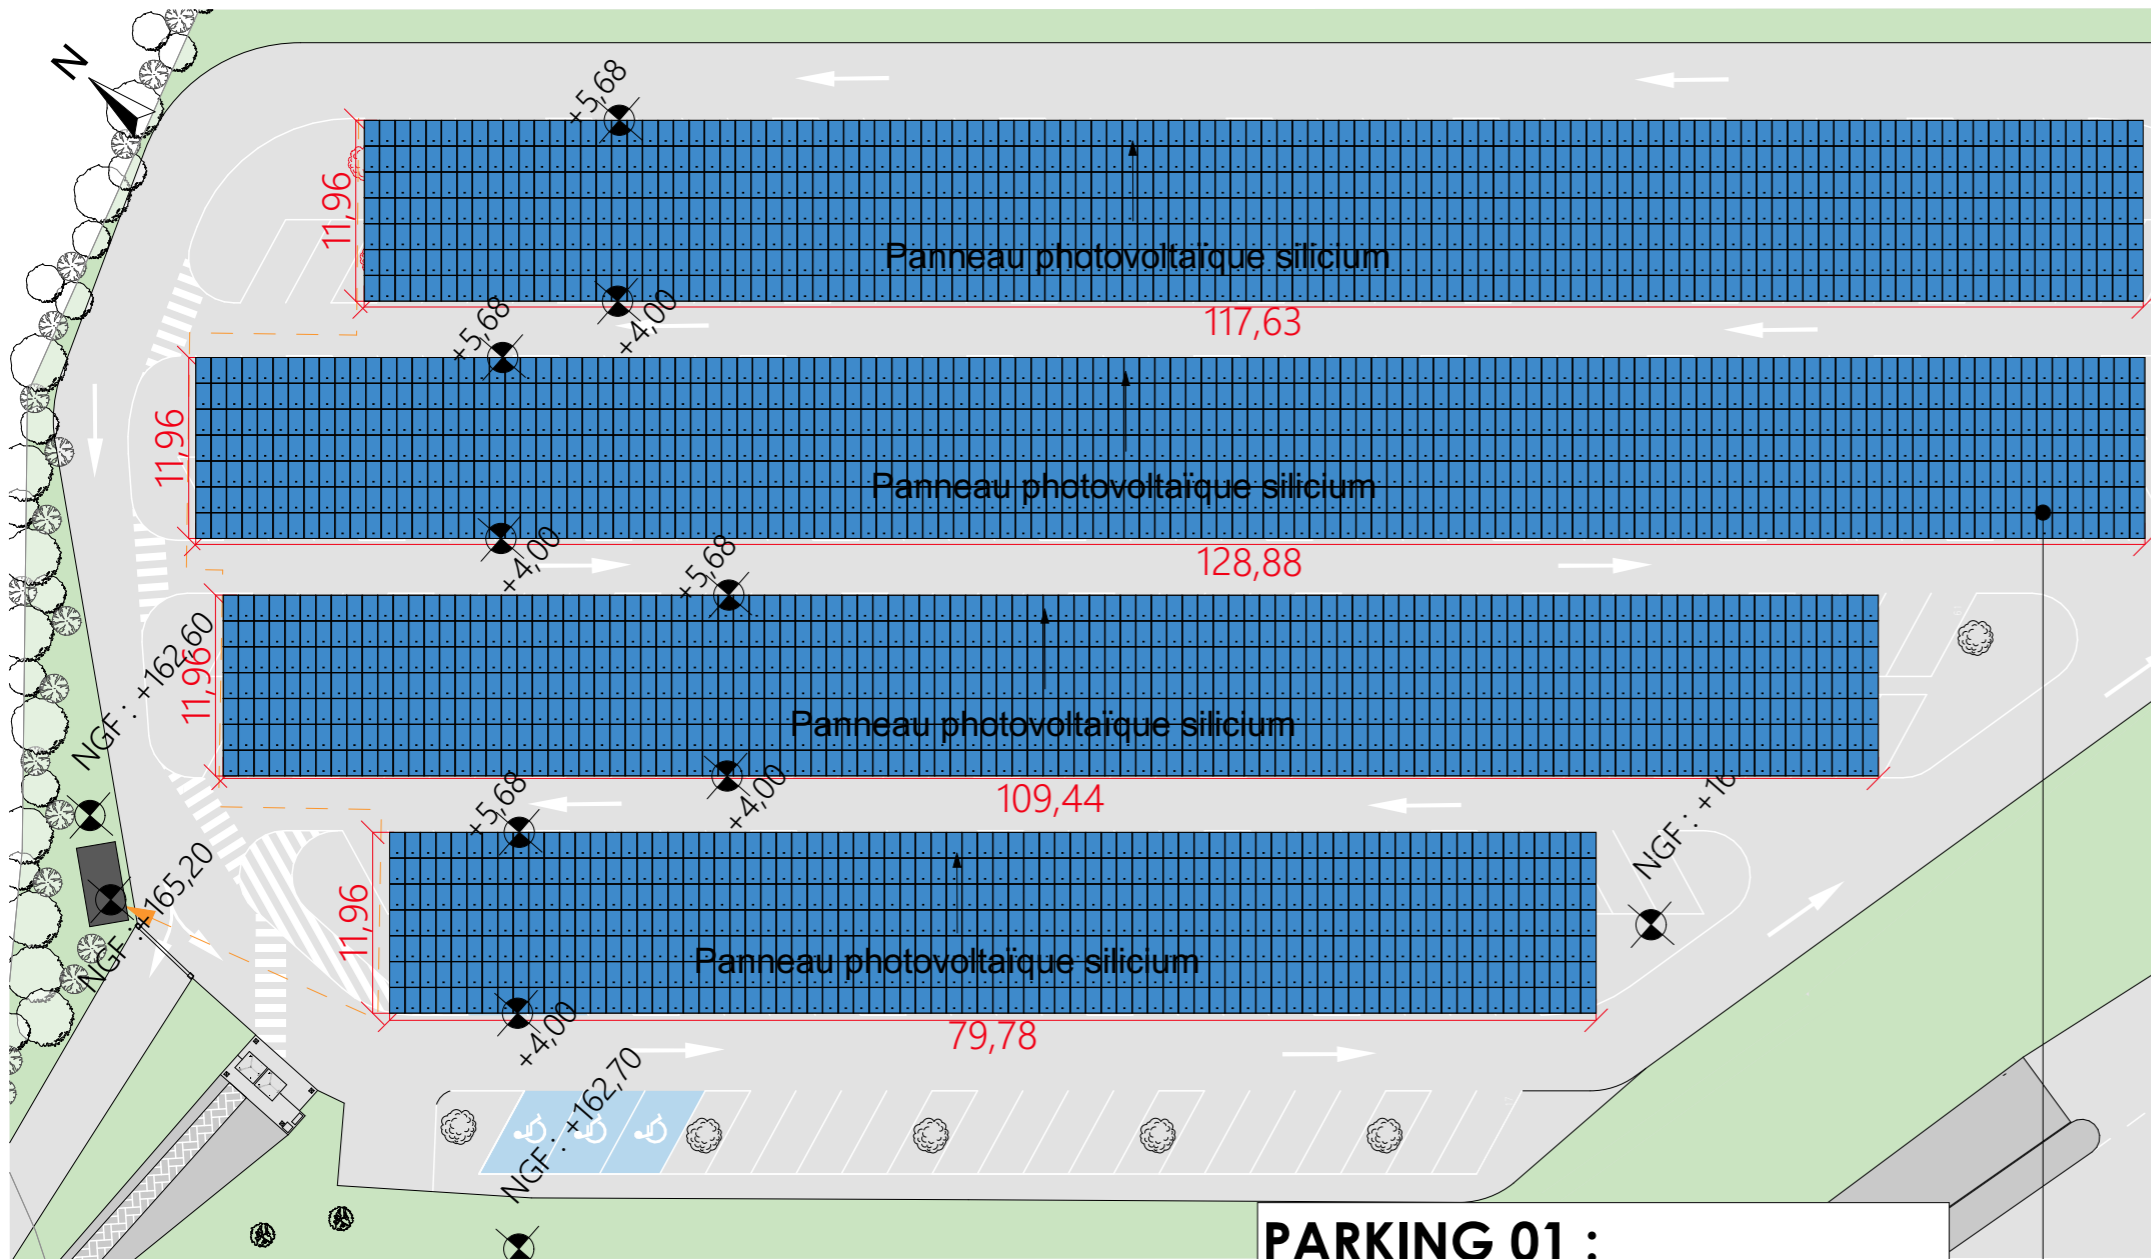 N
+5,68
11,96
Panneau photovoltaïque silicium
+4,00
117,63
+5,68
11,96
Panneau photovoltaïque silicium
+4,00
128,88
+5,68
NGF : +162,60
11,96
Panneau photovoltaïque silicium
+4,00
109,44
NGF : +16
+5,68
NGF : +165,20
11,96
Panneau photovoltaïque silicium
+4,00
79,78
NGF : +162,70
PARKING 01 :